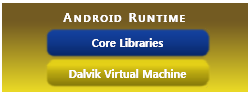 Android Runtime
Core Libraries
Dalvik Virtual Machine